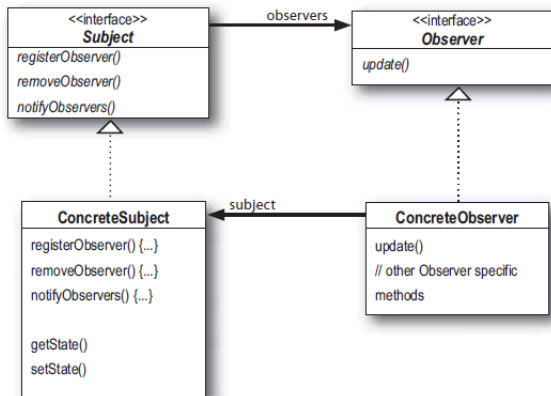 <<interface>>
Subject
registerObserver()
removeObserver()
notifyObservers()
observers
<<interface>>
Observer
update()
ConcreteSubject
registerObserver() {...}
removeObserver() {...}
notifyObservers() {...}
getState()
setState()
subject
ConcreteObserver
update()
// other Observer specific
methods